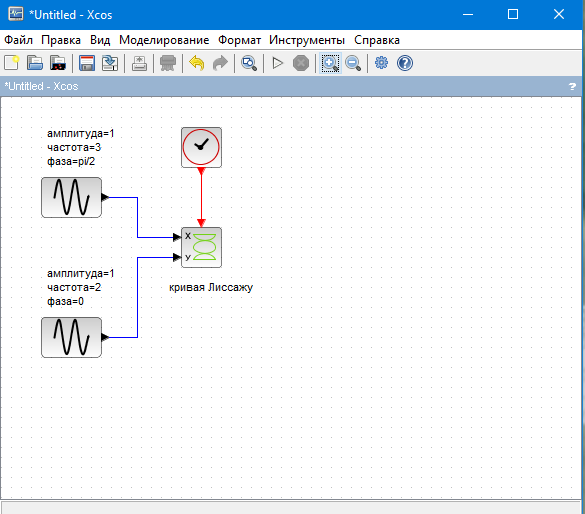 *Untitled - Xcos
Файл Правка Вид Моделирование Формат Инструменты Справка
*Untitled - Xcos
?
амплитуда=1
частота=3
фаза=pi/2
X
Y
амплитуда=1
частота=2
фаза=0
кривая Лиссажу